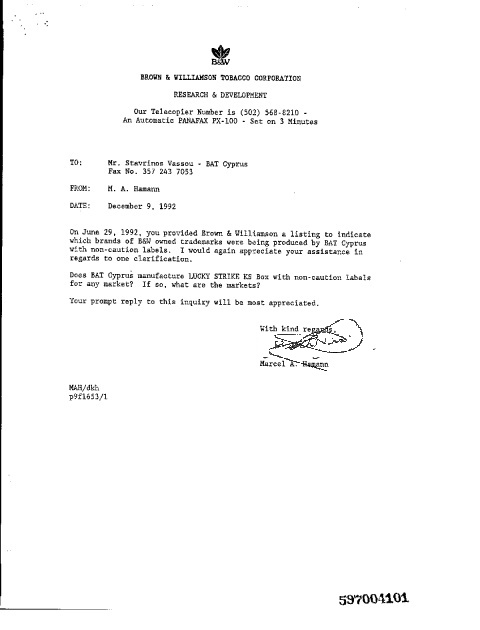 B&W
BROWN & WILLIAMSON TOBACCO CORPORATION
RESEARCH & DEVELOPMENT
Our Telecopier Number is (502) 568-8210 -
An Automatic PANAFAX PX-100 - Set on 3 Minutes
TO: Mr. Stavrinos Vassou - BAT Cyprus
Fax No. 357 243 7053
FROM: M. A. Hamann
DATE: December 9, 1992
On June 29, 1992, you provided Brown & Williamson a listing to indicate
which brands of B&W owned trademarks were being produced by BAT Cyprus
with non-caution labels. I would again appreciate your assistance in
regards to one clarification.
Does BAT Cyprus manufacture LUCKY STRIKE KS Box with non-caution labels
for any market? If so, what are the markets?
Your prompt reply to this inquiry will be most appreciated.
With kind regards,
Marcel A. Hamann
MAH/dkh
p9f1653/1
597004101